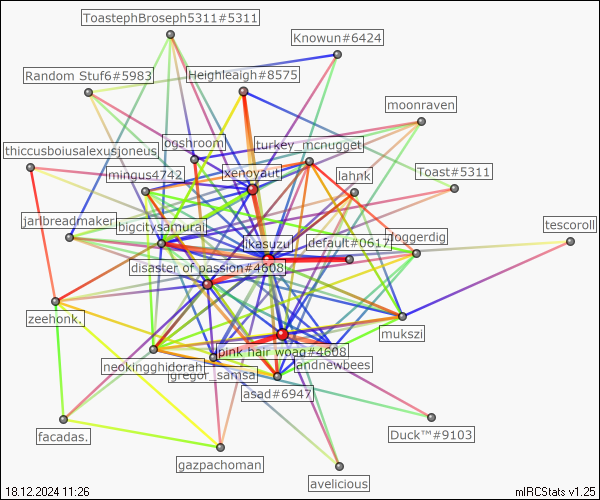 ToastephBroseph5311#5311
Knowun#6424
Random Stuf6#5983
Heighleigh#8575
moonraven
ogshroom
turkey_mcnugget
thiccusboiusalexusjoneus
mingus4742
xenoyaut
lahnk
Toast#5311
janbreadmaker
bigcitysamurai
jkasuzu
default#0617
foggerdig
tescoroll
disaster of passion#4608
zeehonk.
mukszi
pink hair woag#4608
neokingghidorah
gregor_samsa
andnewbees
asad#6947
facadas.
Duck™#9103
gazpachoman
avelicious
18.12.2024 11:26
mIRCStats v1.25